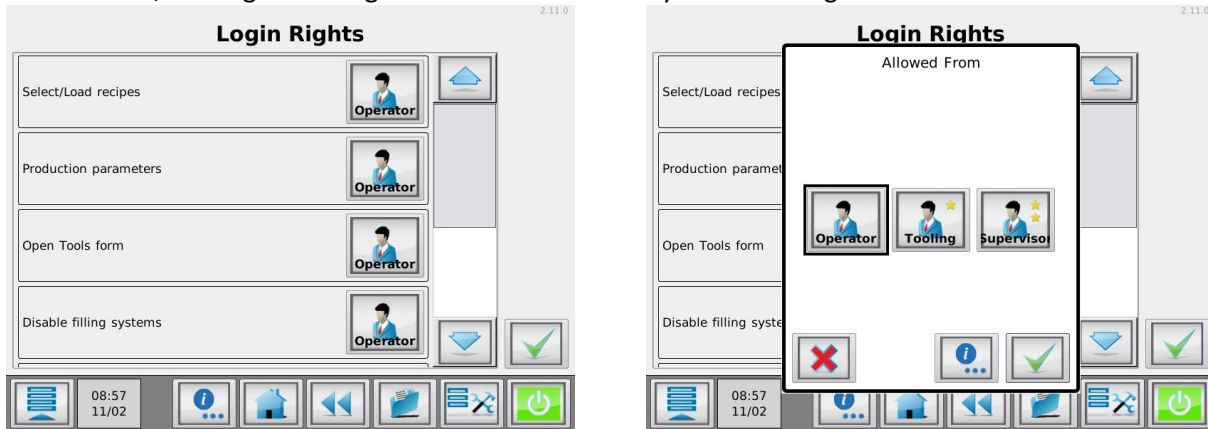 2.11.0
Login Rights
Select/Load recipes
Operator
Production parameters
Operator
Open Tools form
Operator
Disable filling systems
Operator
08:57
11/02
2.11.0
Login Rights
Allowed From
Select/Load recipes
Production paramet
Operator
Tooling
Supervisor
Open Tools form
Disable filling syste
08:57
11/02